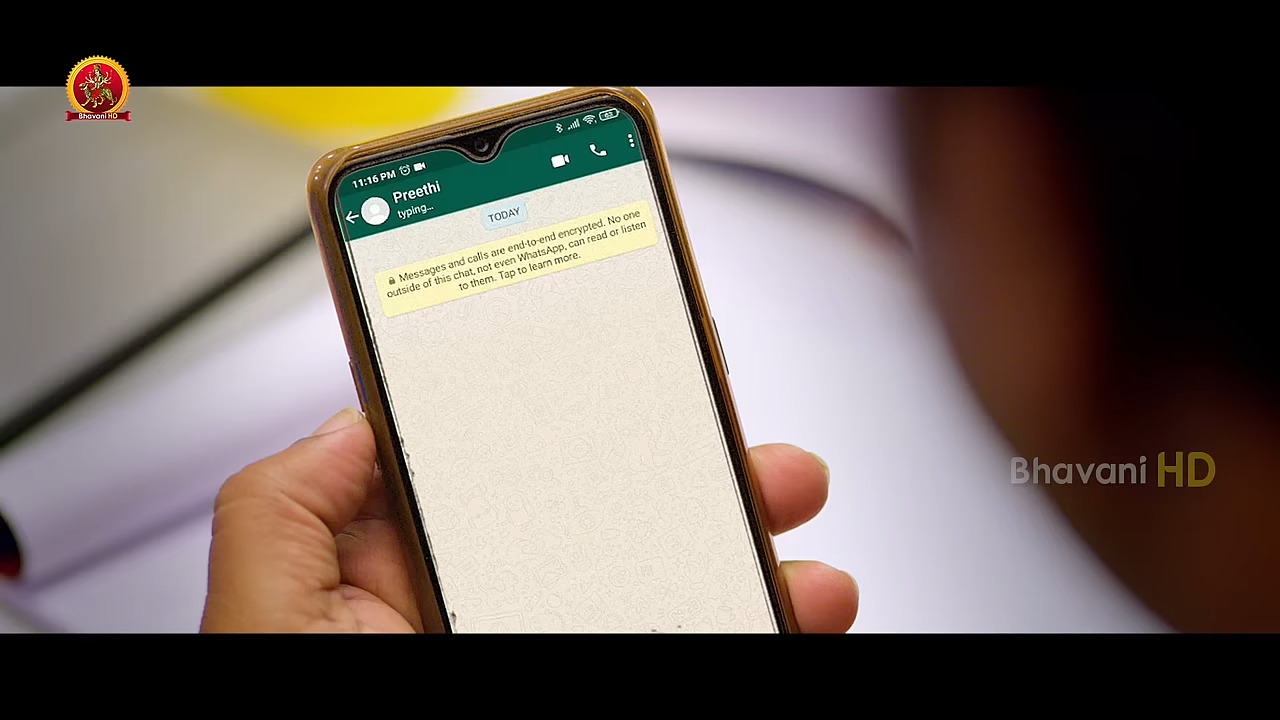 Bhavani HD
11:16 PM
63
Preethi
typing...
TODAY
Messages and calls are end-to-end encrypted. No one
outside of this chat, not even WhatsApp, can read or listen
to them. Tap to learn more.
Bhavani HD